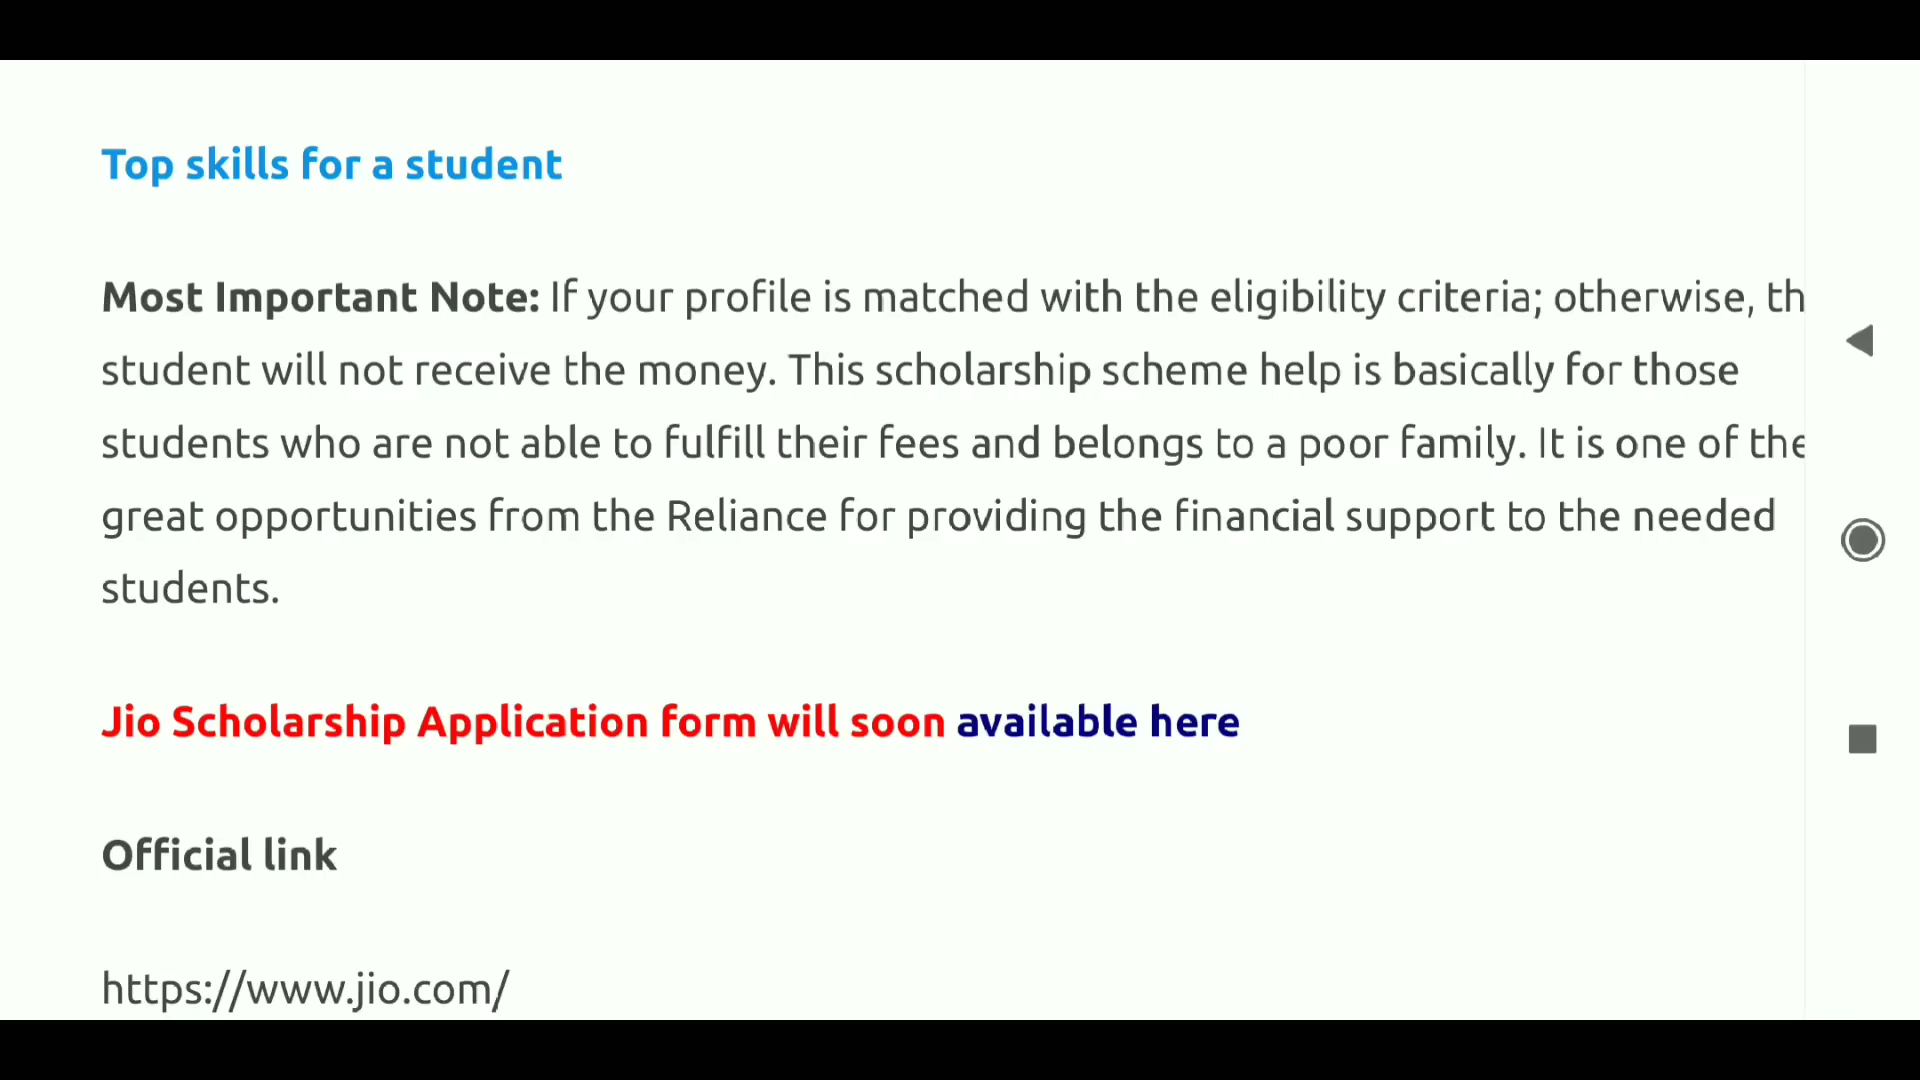 Top skills for a student
Most Important Note: If your profile is matched with the eligibility criteria; otherwise, th
student will not receive the money. This scholarship scheme help is basically for those
students who are not able to fulfill their fees and belongs to a poor family. It is one of the
great opportunities from the Reliance for providing the financial support to the needed
students.
Jio Scholarship Application form will soon available here
Official link
https://www.jio.com/